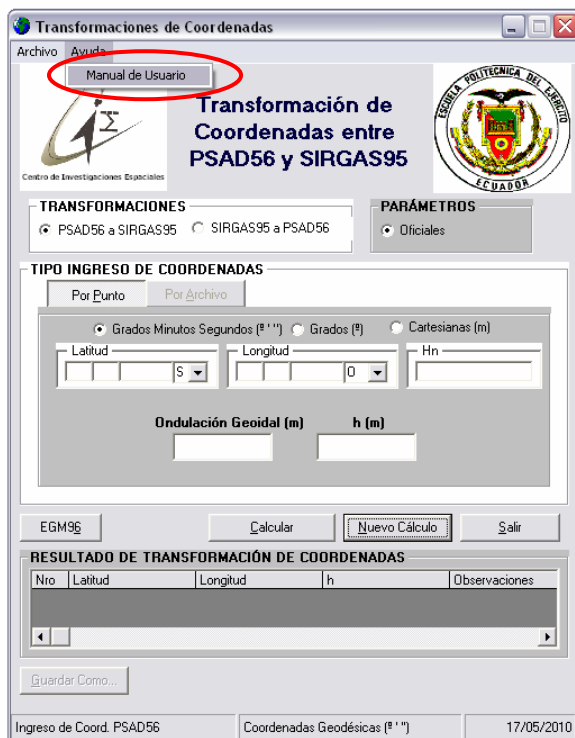 Transformaciones de Coordenadas
Archivo Ayuda
Manual de Usuario
Σ
Centro de Investigaciones Espaciales
Transformación de
Coordenadas entre
PSAD56 y SIRGAS95
ESCUELA POLITECNICA DEL EJERCITO
ECUADOR
TRANSFORMACIONES
PSAD56 a SIRGAS95 SIRGAS95 a PSAD56
PARÁMETROS
Oficiales
TIPO INGRESO DE COORDENADAS
Por Punto Por Archivo
Grados Minutos Segundos (º ' '') Grados (º) Cartesianas (m)
Latitud Longitud Hn
S O
Ondulación Geoidal (m) h (m)
EGM96 Calcular Nuevo Cálculo Salir
RESULTADO DE TRANSFORMACIÓN DE COORDENADAS
Nro Latitud Longitud h Observaciones
Guardar Como...
Ingreso de Coord. PSAD56 Coordenadas Geodésicas (º ' '') 17/05/2010